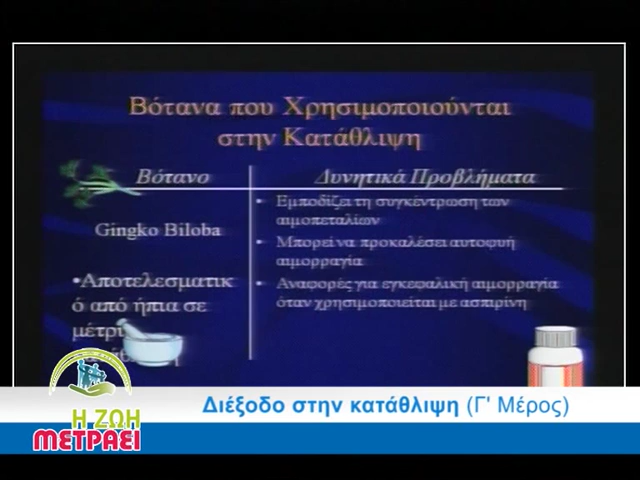 Βότανα που Χρησιμοποιούνται
στην Κατάθλιψη
Βότανο
Δυνητικά Προβλήματα
Gingko Biloba
•Αποτελεσματικ
ό από ήπια σε
• Εμποδίζει τη συγκέντρωση των
αιμοπεταλίων
• Μπορεί να προκαλέσει αυτοφυή
αιμορραγία
• Αναφορές για εγκεφαλική αιμορραγία
όταν χρησιμοποιείται με ασπιρίνη
Διέξοδο στην κατάθλιψη (Γ' Μέρος)
Η ΖΩΗ
ΜΕΤΡΑΕΙ